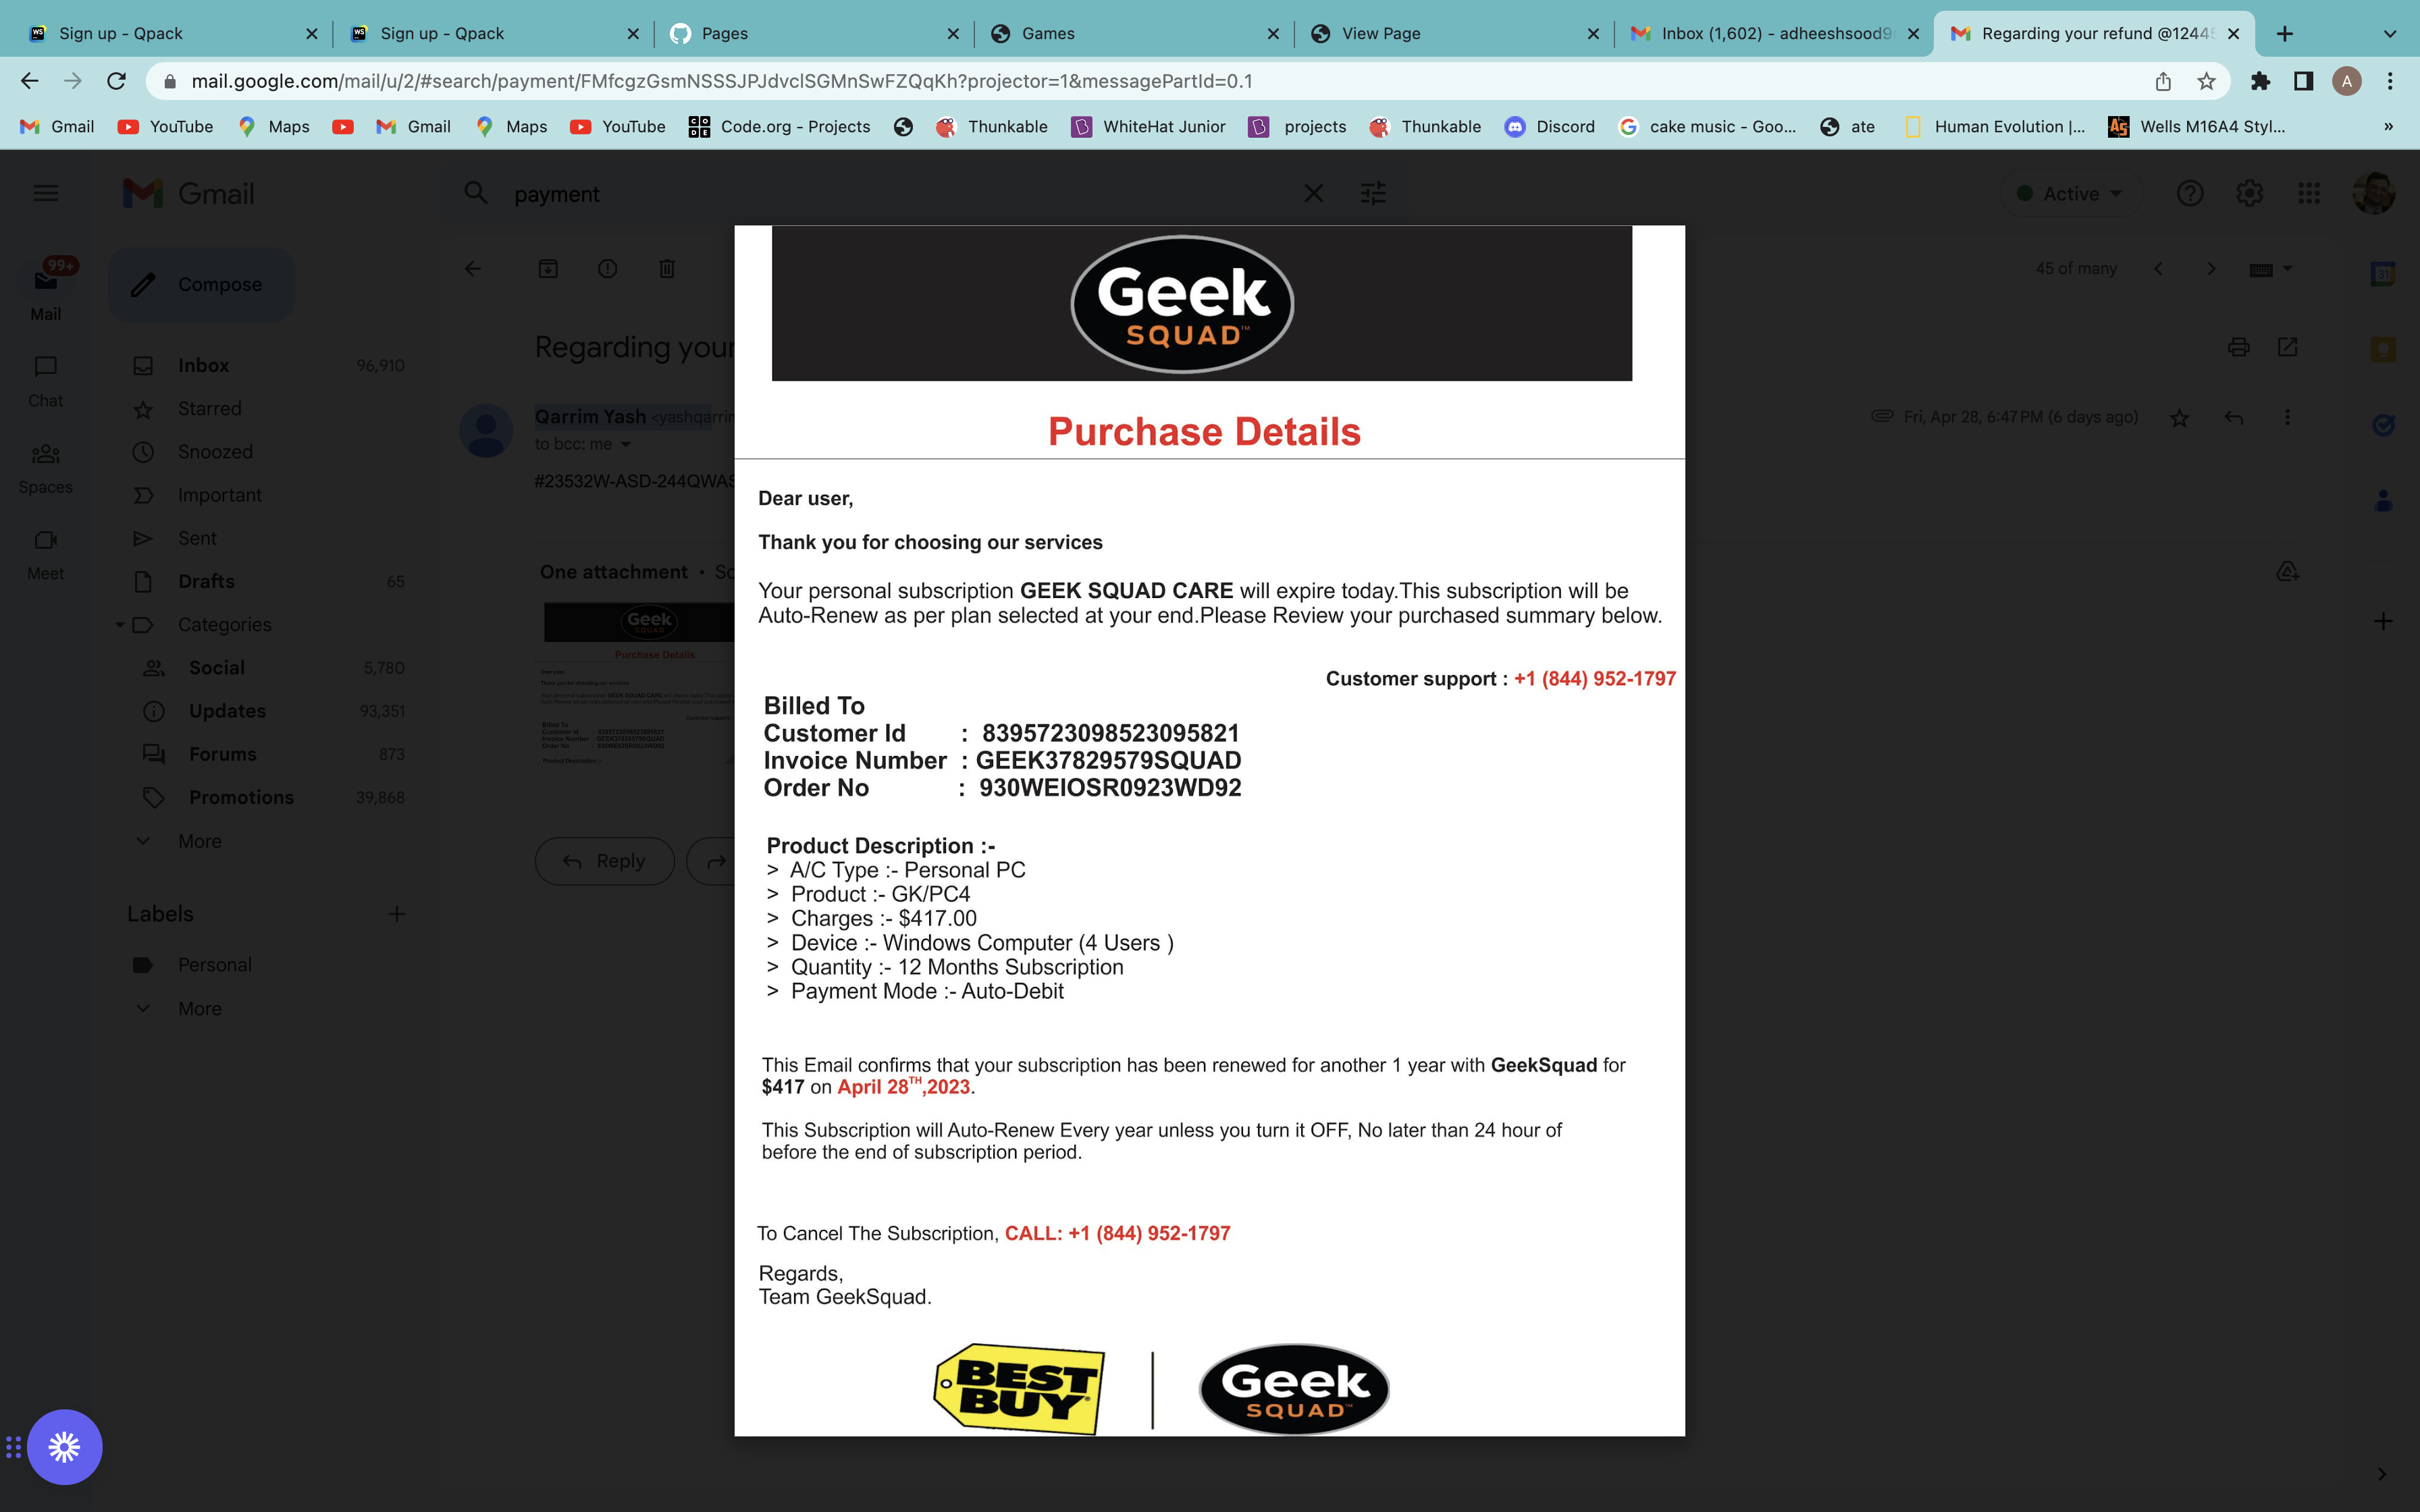 Sign up - Qpack
Sign up - Qpack
Pages
Games
View Page
Inbox (1,602) - adheeshsood9
Regarding your refund @1244
mail.google.com/mail/u/2/#search/payment/FMfcgzGsmNSSSJPJdvclSGMnSwFZQqKh?projector=1&messagePartId=0.1
A
Gmail
YouTube
Maps
Gmail
Maps
YouTube
Code.org - Projects
Thunkable
WhiteHat Junior
projects
Thunkable
Discord
cake music - Goo...
ate
Human Evolution |...
Wells M16A4 Styl...
»
Gmail
payment
Active
99+
Mail
Chat
Spaces
Meet
Compose
Inbox 96,910
Starred
Snoozed
Important
Sent
Drafts 65
Categories
Social 5,780
Updates 93,351
Forums 873
Promotions 39,868
More
Labels
Personal
More
45 of many
Regarding your
Qarrim Yash <yashqarrin
to bcc: me
Fri, Apr 28, 6:47 PM (6 days ago)
#23532W-ASD-244QWAS
One attachment • Sc
Reply
Geek
SQUAD™
Purchase Details
Dear user,
Thank you for choosing our services
Your personal subscription GEEK SQUAD CARE will expire today.This subscription will be
Auto-Renew as per plan selected at your end.Please Review your purchased summary below.
Customer support : +1 (844) 952-1797
Billed To
Customer Id : 8395723098523095821
Invoice Number : GEEK37829579SQUAD
Order No : 930WEIOSR0923WD92
Product Description :-
> A/C Type :- Personal PC
> Product :- GK/PC4
> Charges :- $417.00
> Device :- Windows Computer (4 Users )
> Quantity :- 12 Months Subscription
> Payment Mode :- Auto-Debit
This Email confirms that your subscription has been renewed for another 1 year with GeekSquad for
$417 on April 28TH,2023.
This Subscription will Auto-Renew Every year unless you turn it OFF, No later than 24 hour of
before the end of subscription period.
To Cancel The Subscription, CALL: +1 (844) 952-1797
Regards,
Team GeekSquad.
BEST
BUY
Geek
SQUAD™